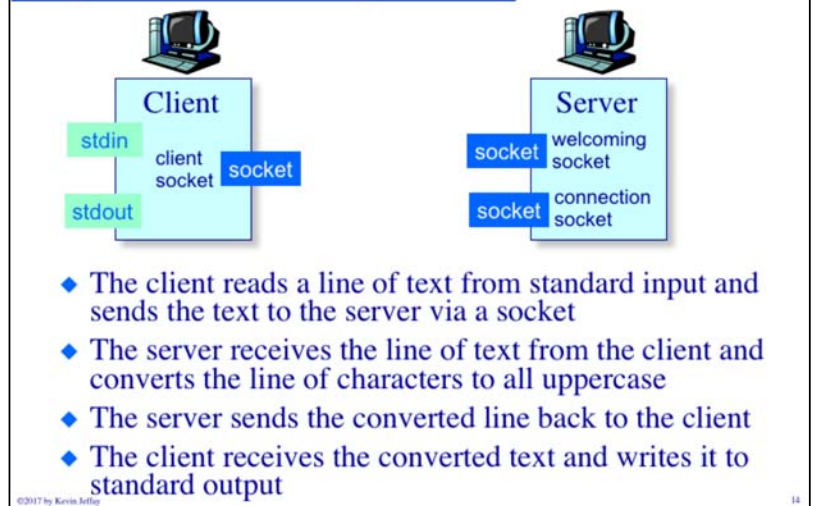 Client
Server
stdin
client
socket
socket
stdout
socket
welcoming
socket
socket
connection
socket
◆ The client reads a line of text from standard input and
sends the text to the server via a socket
◆ The server receives the line of text from the client and
converts the line of characters to all uppercase
◆ The server sends the converted line back to the client
◆ The client receives the converted text and writes it to
standard output
©2017 by Kevin Jeffay
14